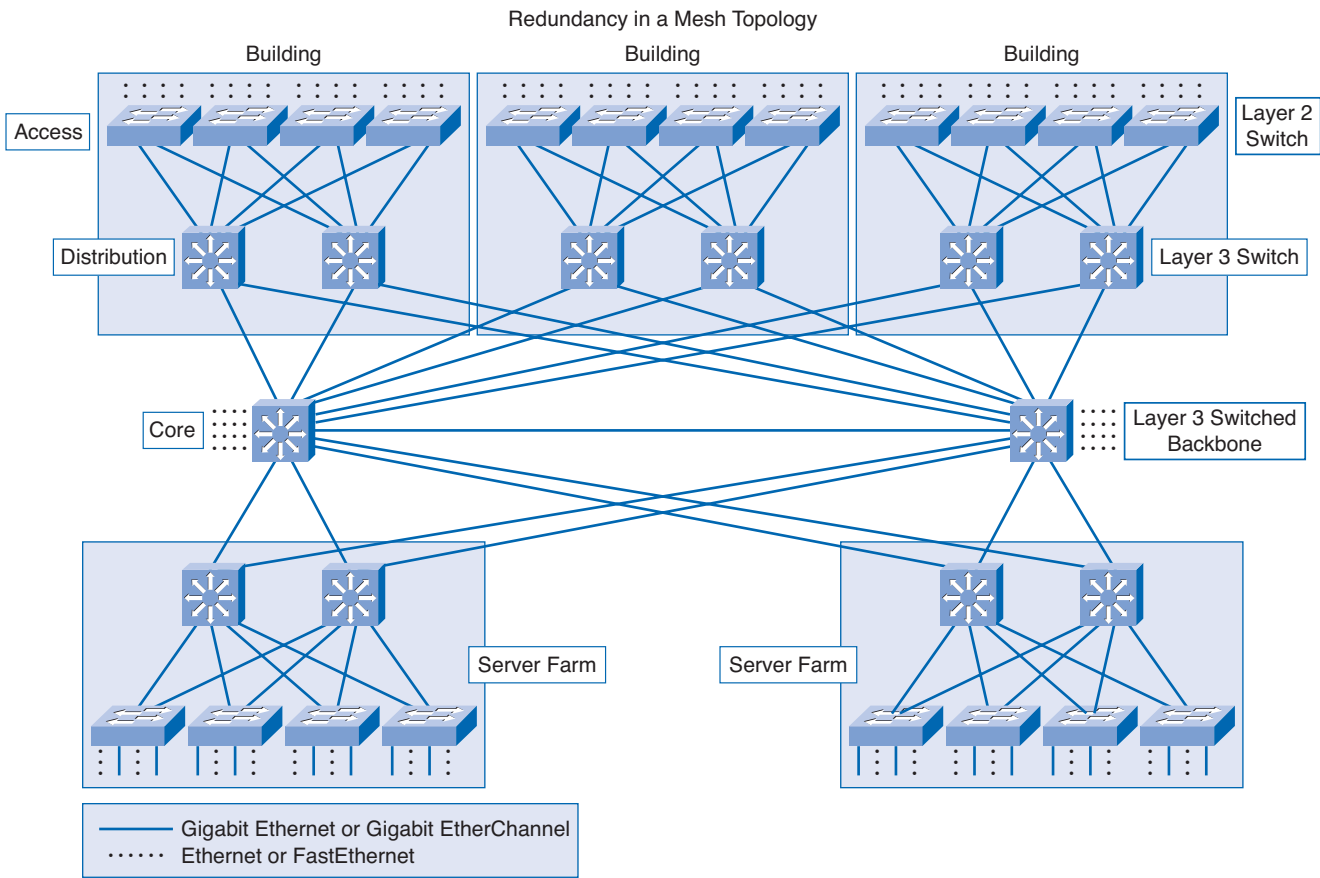 Redundancy in a Mesh Topology
Building
Building
Building
Access
Layer 2
Switch
Distribution
Layer 3 Switch
Core
Layer 3 Switched
Backbone
Server Farm
Server Farm
Gigabit Ethernet or Gigabit EtherChannel
Ethernet or FastEthernet